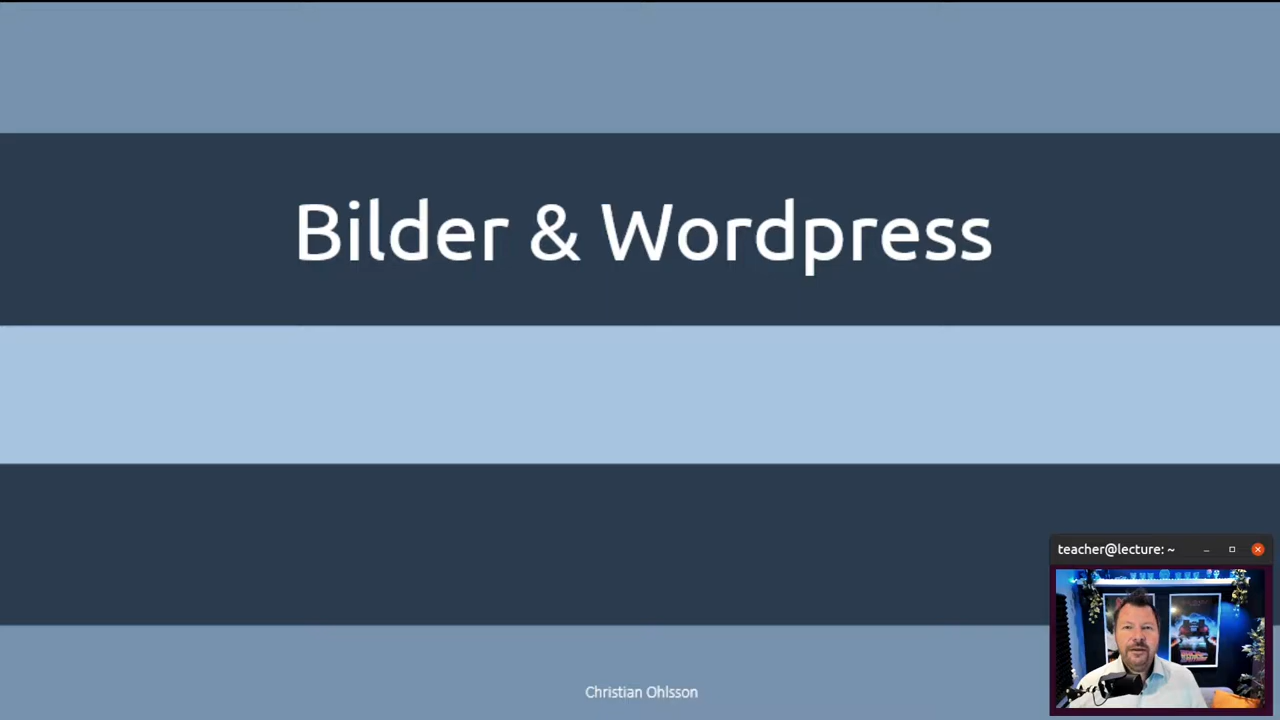 Bilder & Wordpress
teacher@lecture: ~
Christian Ohlsson